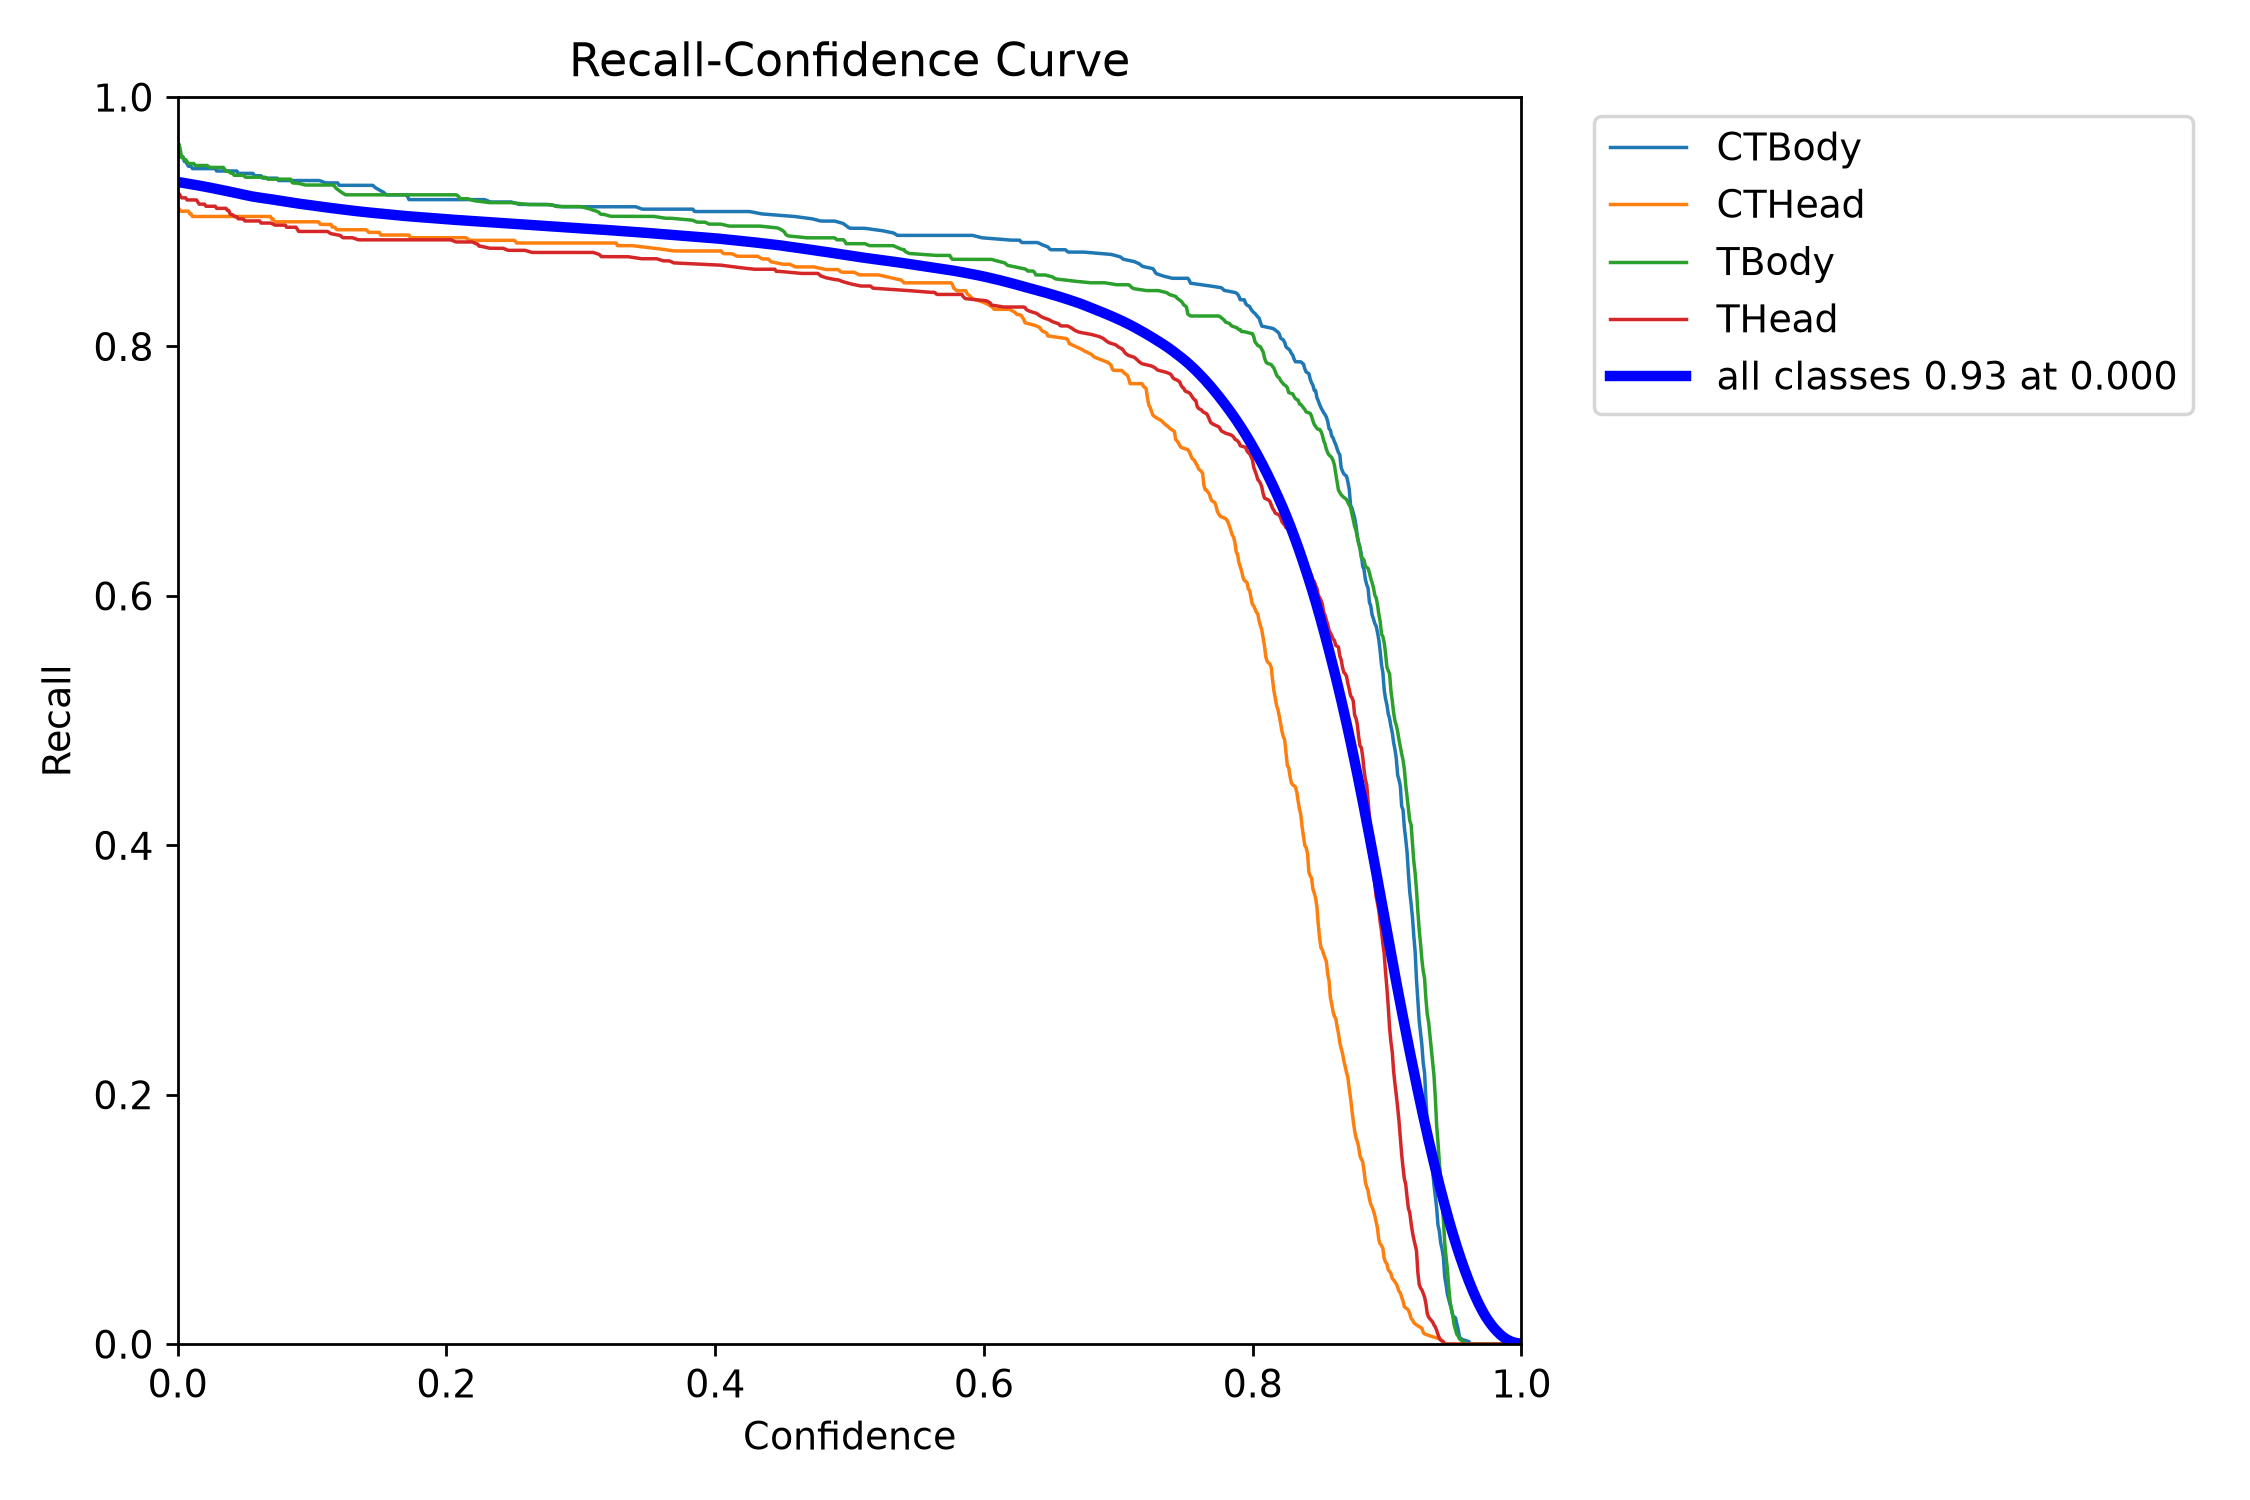 Recall-Confidence Curve
1.0
0.8
0.6
0.4
0.2
0.0
Recall
0.0 0.2 0.4 0.6 0.8 1.0
Confidence
CTBody
CTHead
TBody
THead
all classes 0.93 at 0.000